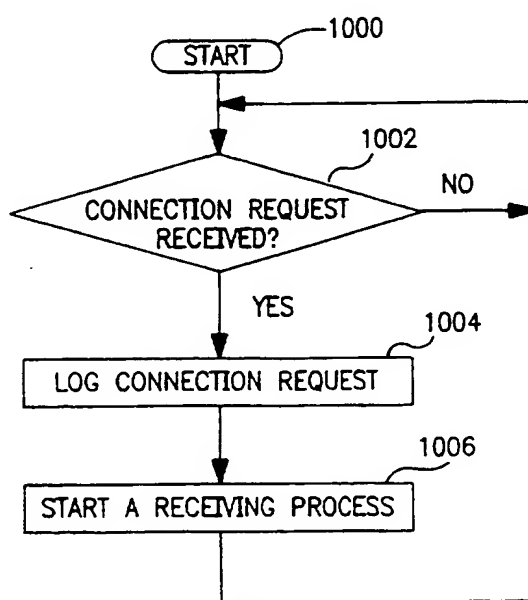 1000
START
1002
CONNECTION REQUEST
RECEIVED?
NO
YES
1004
LOG CONNECTION REQUEST
1006
START A RECEIVING PROCESS